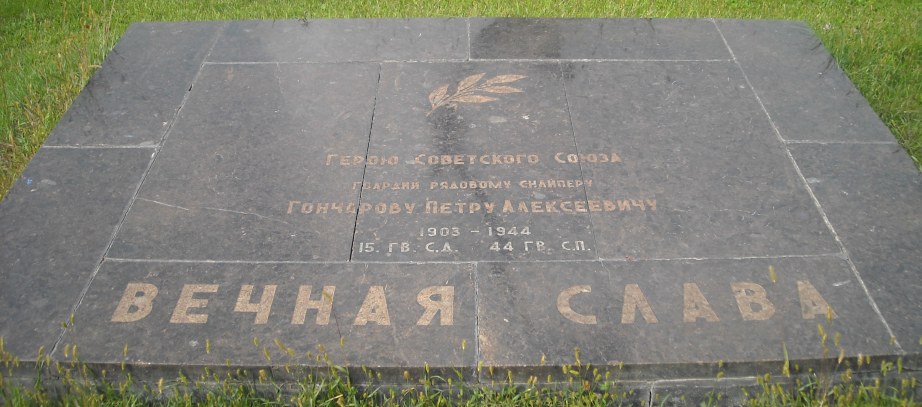 Герою Советского Союза
гвардии рядовому снайперу
Гончарову Петру Алексеевичу
1903 – 1944
15. ГВ. С.Д. 44 ГВ. С.П.
ВЕЧНАЯ СЛАВА